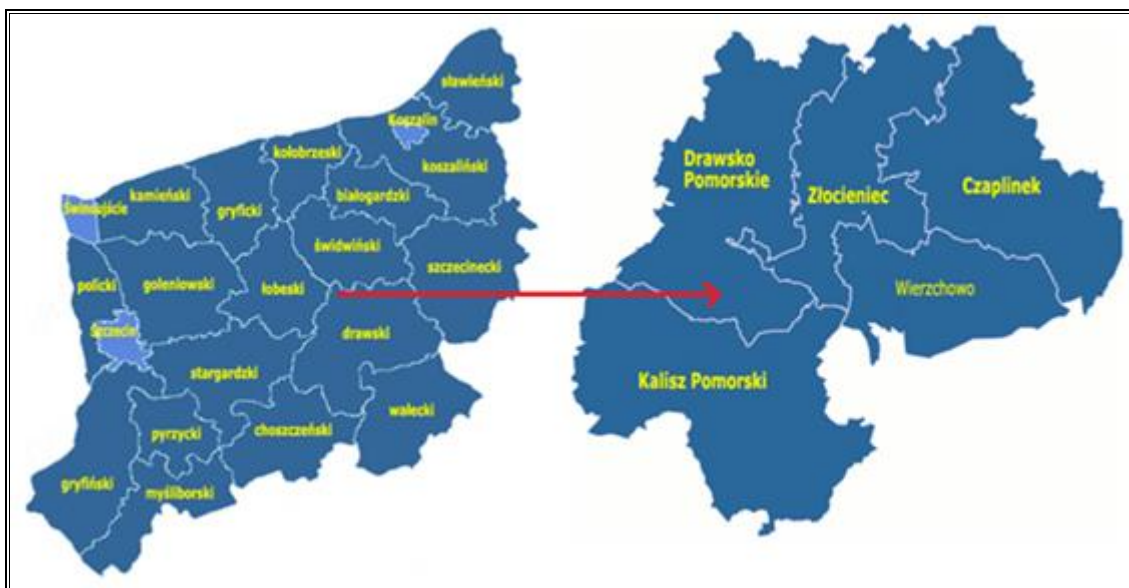 sławieński
Koszalin
kołobrzeski
koszaliński
białogardzki
kamieński
Świnoujście
gryficki
świdwiński
szczecinecki
policki
goleniowski
łobeski
Szczecin
drawski
stargardzki
wałecki
choszczeński
pyrzycki
gryfiński
myśliborski
Drawsko
Pomorskie
Złocieniec
Czaplinek
Wierzchowo
Kalisz Pomorski